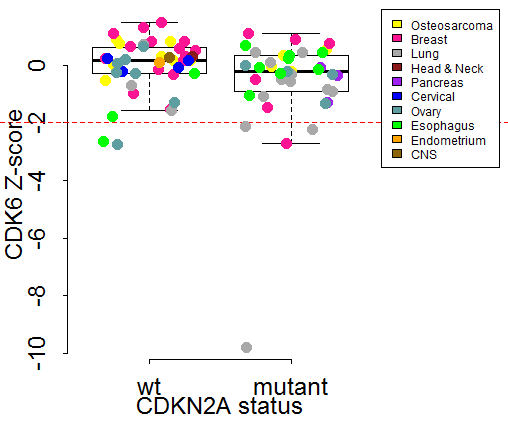 Osteosarcoma
Breast
Lung
Head & Neck
Pancreas
Cervical
Ovary
Esophagus
Endometrium
CNS
CDK6 Z-score
0
-2
-4
-6
-8
-10
wt mutant
CDKN2A status